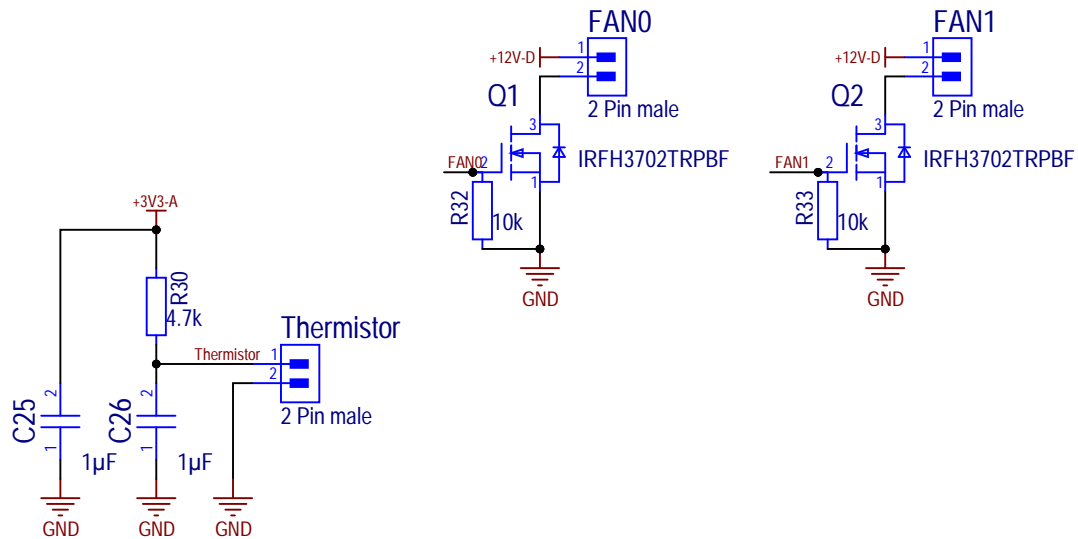 FAN0
+12V-D
1
2
2 Pin male
Q1
3
FAN0
2
1
IRFH3702TRPBF
R32
10k
GND
FAN1
+12V-D
1
2
2 Pin male
Q2
3
FAN1
2
1
IRFH3702TRPBF
R33
10k
GND
+3V3-A
R30
4.7k
Thermistor
Thermistor
1
2
2 Pin male
C25
2
1
1µF
GND
C26
2
1
1µF
GND
GND